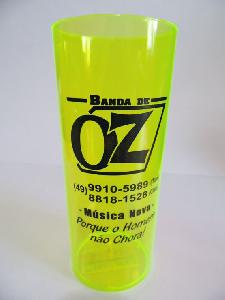 BANDA DE
ÓZ
(49) 9910-5989
8818-1528
- Música Nova -
Porque o Homem
não Chora!